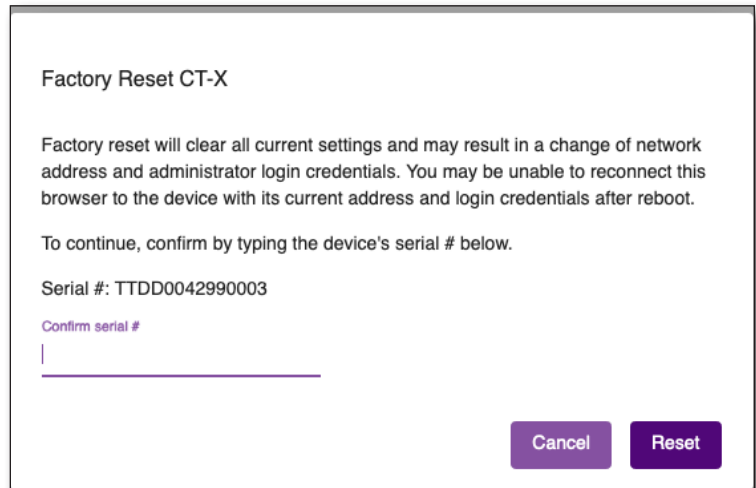 Factory Reset CT-X
Factory reset will clear all current settings and may result in a change of network
address and administrator login credentials. You may be unable to reconnect this
browser to the device with its current address and login credentials after reboot.
To continue, confirm by typing the device's serial # below.
Serial #: TTDD0042990003
Confirm serial #
Cancel Reset